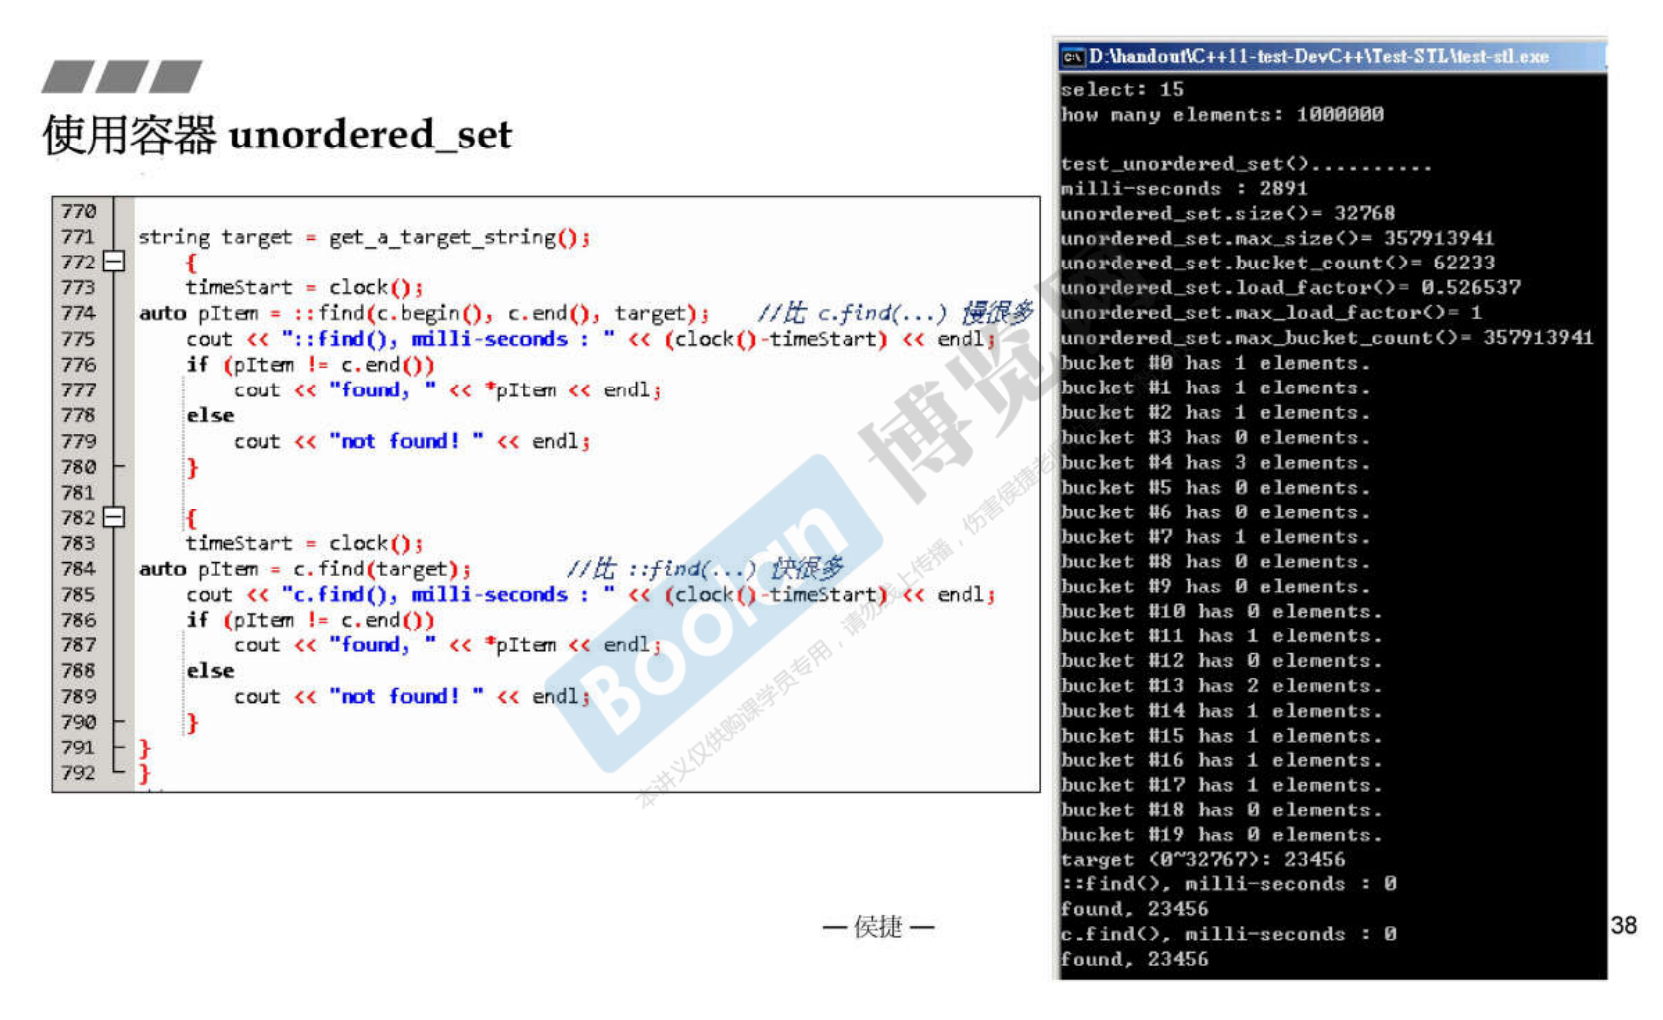 使用容器 unordered_set
770
771 string target = get_a_target_string();
772 {
773 timeStart = clock();
774 auto pItem = ::find(c.begin(), c.end(), target); //比 c.find(...) 慢很多
775 cout << "::find(), milli-seconds : " << (clock()-timeStart) << endl;
776 if (pItem != c.end())
777 cout << "found, " << *pItem << endl;
778 else
779 cout << "not found! " << endl;
780 }
781
782 {
783 timeStart = clock();
784 auto pItem = c.find(target); //比 ::find(...) 快很多
785 cout << "c.find(), milli-seconds : " << (clock()-timeStart) << endl;
786 if (pItem != c.end())
787 cout << "found, " << *pItem << endl;
788 else
789 cout << "not found! " << endl;
790 }
791 }
792 }
D:\handout\C++11-test-DevC++\Test-STL\test-stl.exe
select: 15
how many elements: 1000000
test_unordered_set()..........
milli-seconds : 2891
unordered_set.size()= 32768
unordered_set.max_size()= 357913941
unordered_set.bucket_count()= 62233
unordered_set.load_factor()= 0.526537
unordered_set.max_load_factor()= 1
unordered_set.max_bucket_count()= 357913941
bucket #0 has 1 elements.
bucket #1 has 1 elements.
bucket #2 has 1 elements.
bucket #3 has 0 elements.
bucket #4 has 3 elements.
bucket #5 has 0 elements.
bucket #6 has 0 elements.
bucket #7 has 1 elements.
bucket #8 has 0 elements.
bucket #9 has 0 elements.
bucket #10 has 0 elements.
bucket #11 has 1 elements.
bucket #12 has 0 elements.
bucket #13 has 2 elements.
bucket #14 has 1 elements.
bucket #15 has 1 elements.
bucket #16 has 1 elements.
bucket #17 has 1 elements.
bucket #18 has 0 elements.
bucket #19 has 0 elements.
target (0~32767): 23456
::find(), milli-seconds : 0
found, 23456
c.find(), milli-seconds : 0
found, 23456
Boolan 博览网
本讲义仅供购课学员专用，请勿线上传播，伤害侯捷老
— 侯捷 —
38